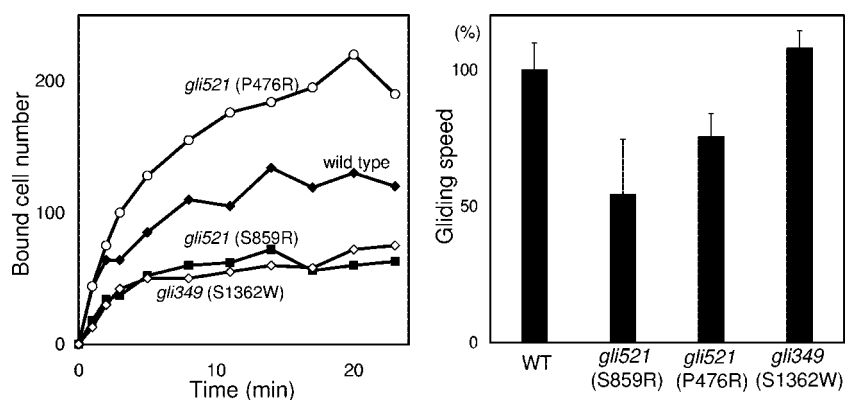 200
100
0
Bound cell number
gli521 (P476R)
wild type
gli521 (S859R)
gli349 (S1362W)
0
10
20
Time (min)
(%)
100
50
0
Gliding speed
WT
gli521
(S859R)
gli521
(P476R)
gli349
(S1362W)